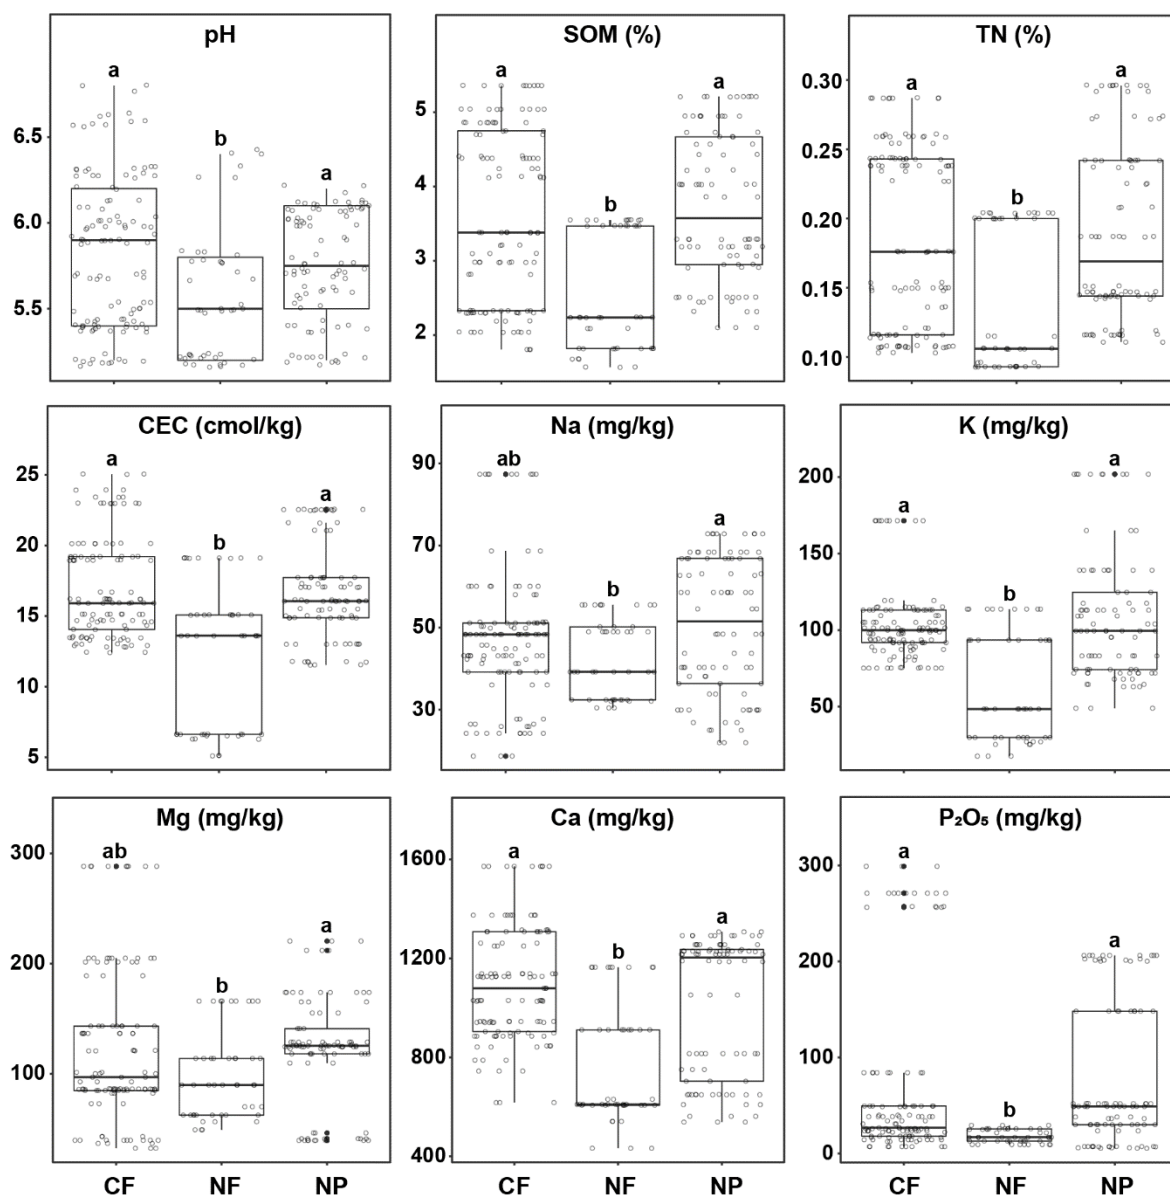 pH
a
b
a
6.5
6.0
5.5
SOM (%)
a
b
a
5
4
3
2
TN (%)
a
b
a
0.30
0.25
0.20
0.15
0.10
CEC (cmol/kg)
a
b
a
25
20
15
10
5
Na (mg/kg)
ab
b
a
90
70
50
30
K (mg/kg)
a
b
a
200
150
100
50
Mg (mg/kg)
ab
b
a
300
200
100
CF NF NP
Ca (mg/kg)
a
b
a
1600
1200
800
400
CF NF NP
P₂O₅ (mg/kg)
a
b
a
300
200
100
0
CF NF NP